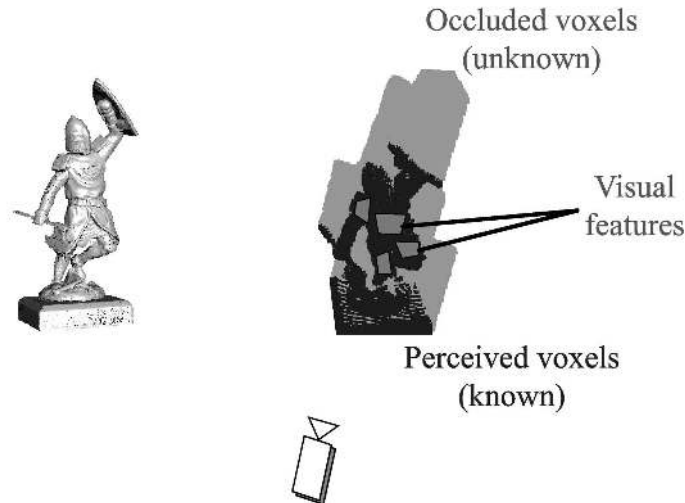 Occluded voxels
(unknown)
Visual
features
Perceived voxels
(known)